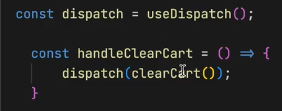 const dispatch = useDispatch();
const handleClearCart = () => {
dispatch(clearCart());
}